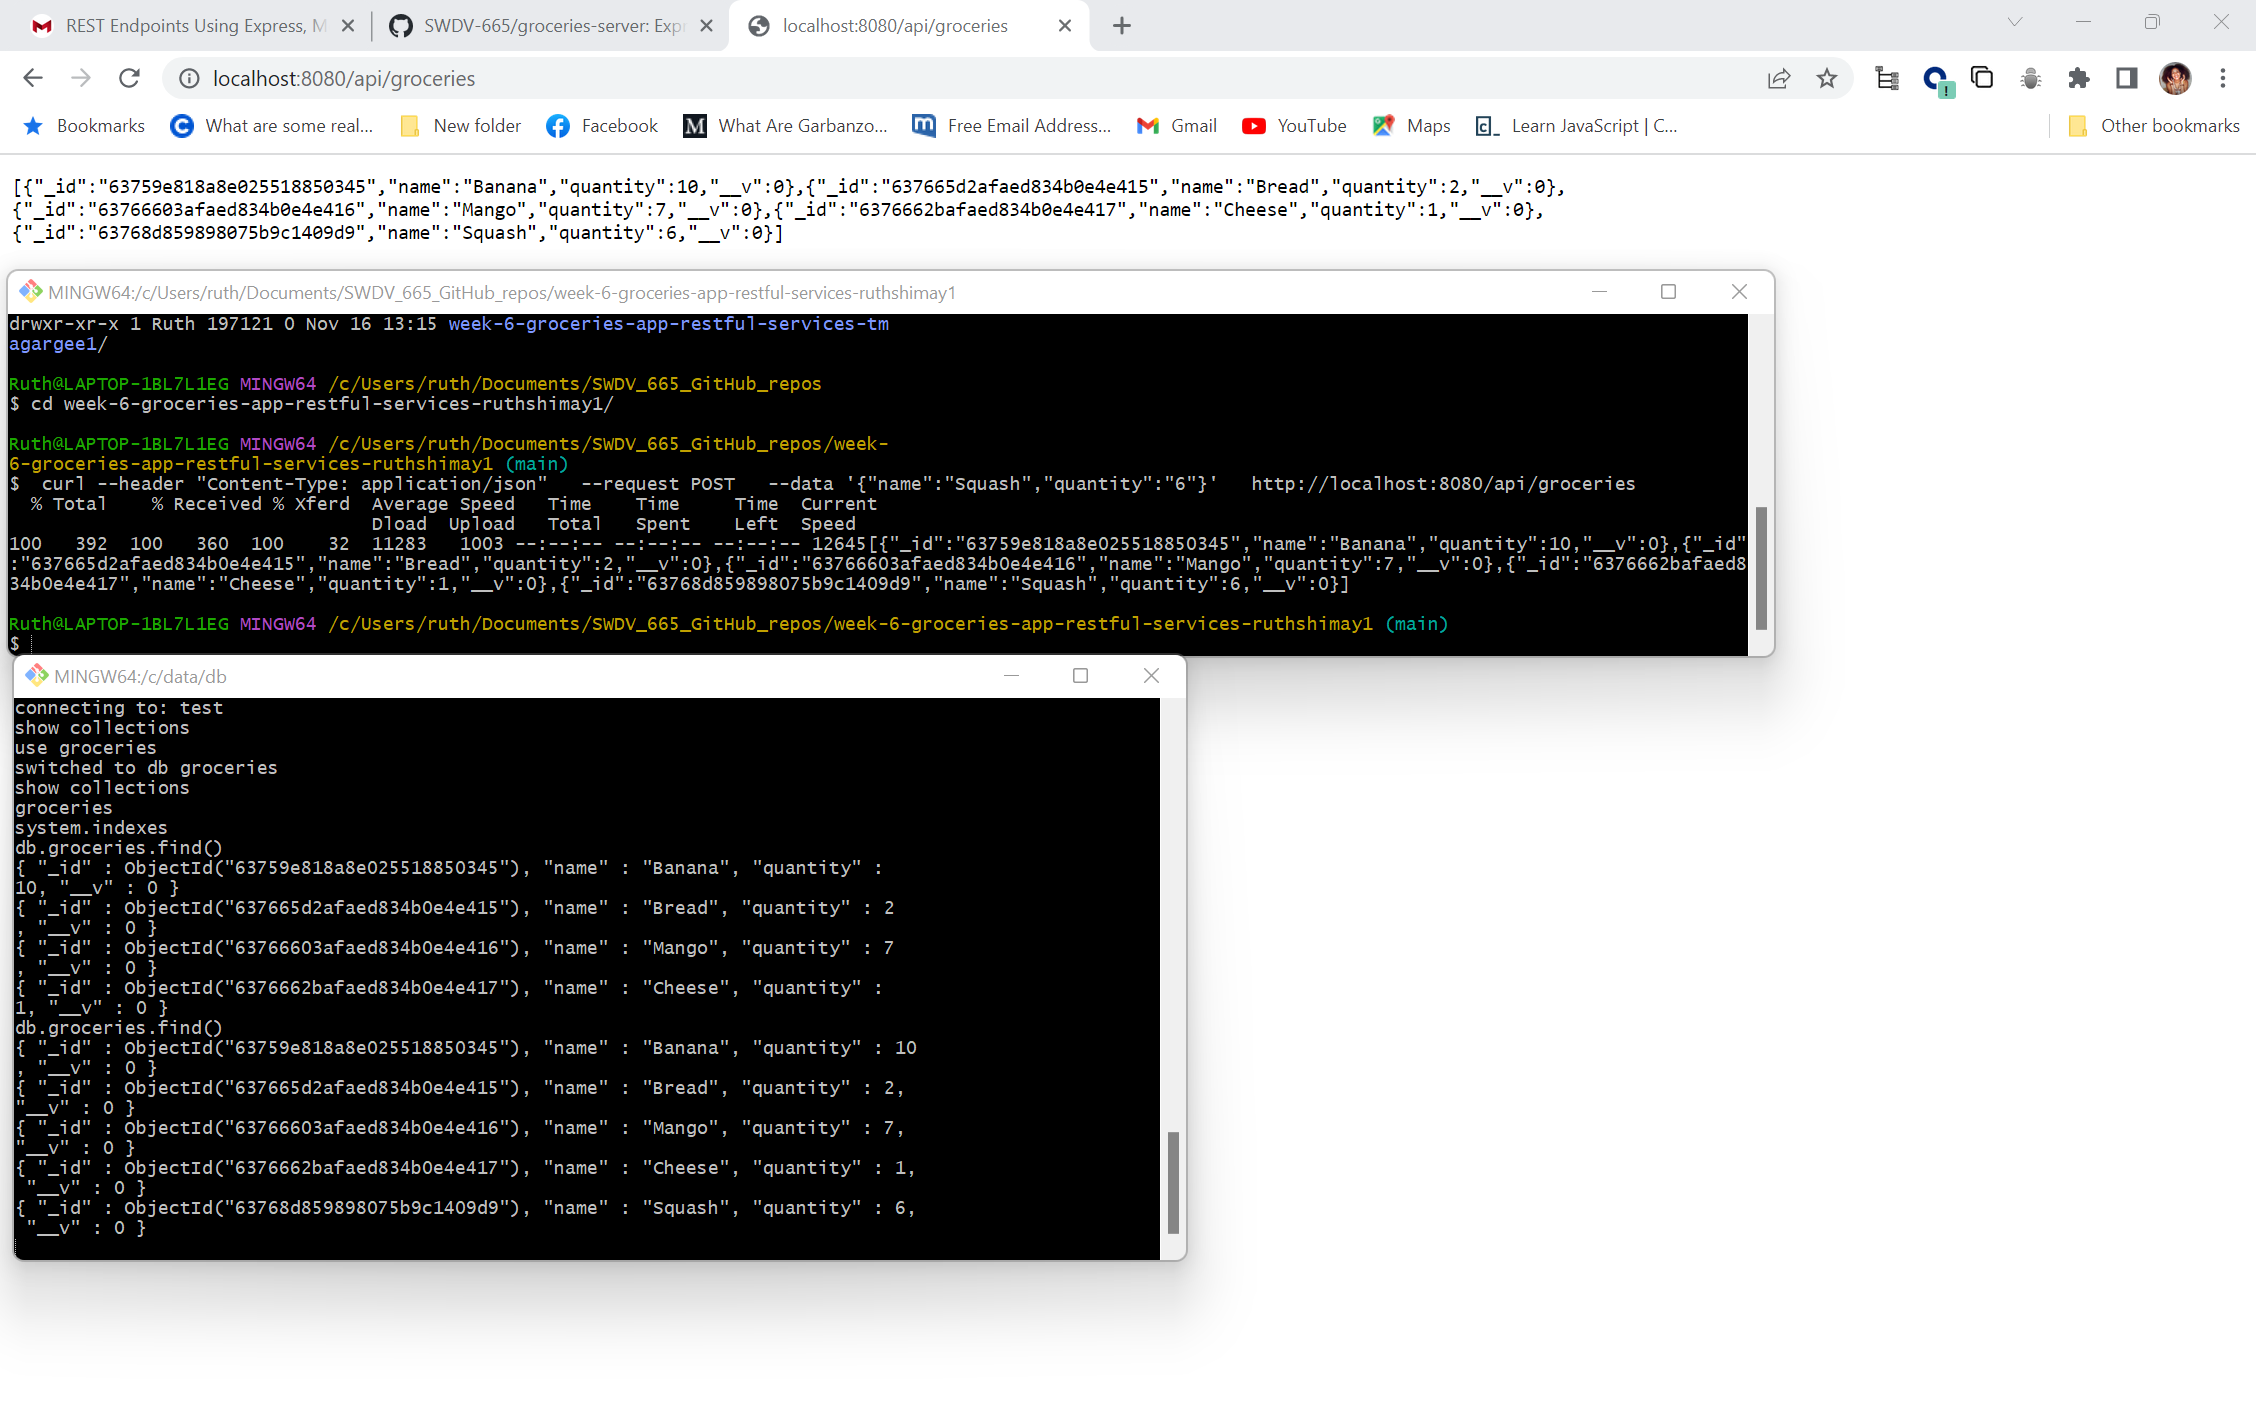 REST Endpoints Using Express, M
SWDV-665/groceries-server: Expr
localhost:8080/api/groceries
localhost:8080/api/groceries
Bookmarks
What are some real...
New folder
Facebook
What Are Garbanzo...
Free Email Address...
Gmail
YouTube
Maps
Learn JavaScript | C...
Other bookmarks
[{"_id":"63759e818a8e025518850345","name":"Banana","quantity":10,"__v":0},{"_id":"637665d2afaed834b0e4e415","name":"Bread","quantity":2,"__v":0},
{"_id":"63766603afaed834b0e4e416","name":"Mango","quantity":7,"__v":0},{"_id":"6376662bafaed834b0e4e417","name":"Cheese","quantity":1,"__v":0},
{"_id":"63768d859898075b9c1409d9","name":"Squash","quantity":6,"__v":0}]
MINGW64:/c/Users/ruth/Documents/SWDV_665_GitHub_repos/week-6-groceries-app-restful-services-ruthshimay1
drwxr-xr-x 1 Ruth 197121 0 Nov 16 13:15 week-6-groceries-app-restful-services-tm
agargee1/
Ruth@LAPTOP-1BL7L1EG MINGW64 /c/Users/ruth/Documents/SWDV_665_GitHub_repos
$ cd week-6-groceries-app-restful-services-ruthshimay1/
Ruth@LAPTOP-1BL7L1EG MINGW64 /c/Users/ruth/Documents/SWDV_665_GitHub_repos/week-
6-groceries-app-restful-services-ruthshimay1 (main)
$  curl --header "Content-Type: application/json"   --request POST   --data '{"name":"Squash","quantity":"6"}'   http://localhost:8080/api/groceries
  % Total    % Received % Xferd  Average Speed   Time    Time     Time  Current
                                 Dload  Upload   Total   Spent    Left  Speed
100   392  100   360  100    32  11283   1003 --:--:-- --:--:-- --:--:-- 12645[{"_id":"63759e818a8e025518850345","name":"Banana","quantity":10,"__v":0},{"_id"
:"637665d2afaed834b0e4e415","name":"Bread","quantity":2,"__v":0},{"_id":"63766603afaed834b0e4e416","name":"Mango","quantity":7,"__v":0},{"_id":"6376662bafaed8
34b0e4e417","name":"Cheese","quantity":1,"__v":0},{"_id":"63768d859898075b9c1409d9","name":"Squash","quantity":6,"__v":0}]
Ruth@LAPTOP-1BL7L1EG MINGW64 /c/Users/ruth/Documents/SWDV_665_GitHub_repos/week-6-groceries-app-restful-services-ruthshimay1 (main)
$
MINGW64:/c/data/db
connecting to: test
show collections
use groceries
switched to db groceries
show collections
groceries
system.indexes
db.groceries.find()
{ "_id" : ObjectId("63759e818a8e025518850345"), "name" : "Banana", "quantity" :
10, "__v" : 0 }
{ "_id" : ObjectId("637665d2afaed834b0e4e415"), "name" : "Bread", "quantity" : 2
, "__v" : 0 }
{ "_id" : ObjectId("63766603afaed834b0e4e416"), "name" : "Mango", "quantity" : 7
, "__v" : 0 }
{ "_id" : ObjectId("6376662bafaed834b0e4e417"), "name" : "Cheese", "quantity" :
1, "__v" : 0 }
db.groceries.find()
{ "_id" : ObjectId("63759e818a8e025518850345"), "name" : "Banana", "quantity" : 10
, "__v" : 0 }
{ "_id" : ObjectId("637665d2afaed834b0e4e415"), "name" : "Bread", "quantity" : 2,
"__v" : 0 }
{ "_id" : ObjectId("63766603afaed834b0e4e416"), "name" : "Mango", "quantity" : 7,
"__v" : 0 }
{ "_id" : ObjectId("6376662bafaed834b0e4e417"), "name" : "Cheese", "quantity" : 1,
 "__v" : 0 }
{ "_id" : ObjectId("63768d859898075b9c1409d9"), "name" : "Squash", "quantity" : 6,
 "__v" : 0 }